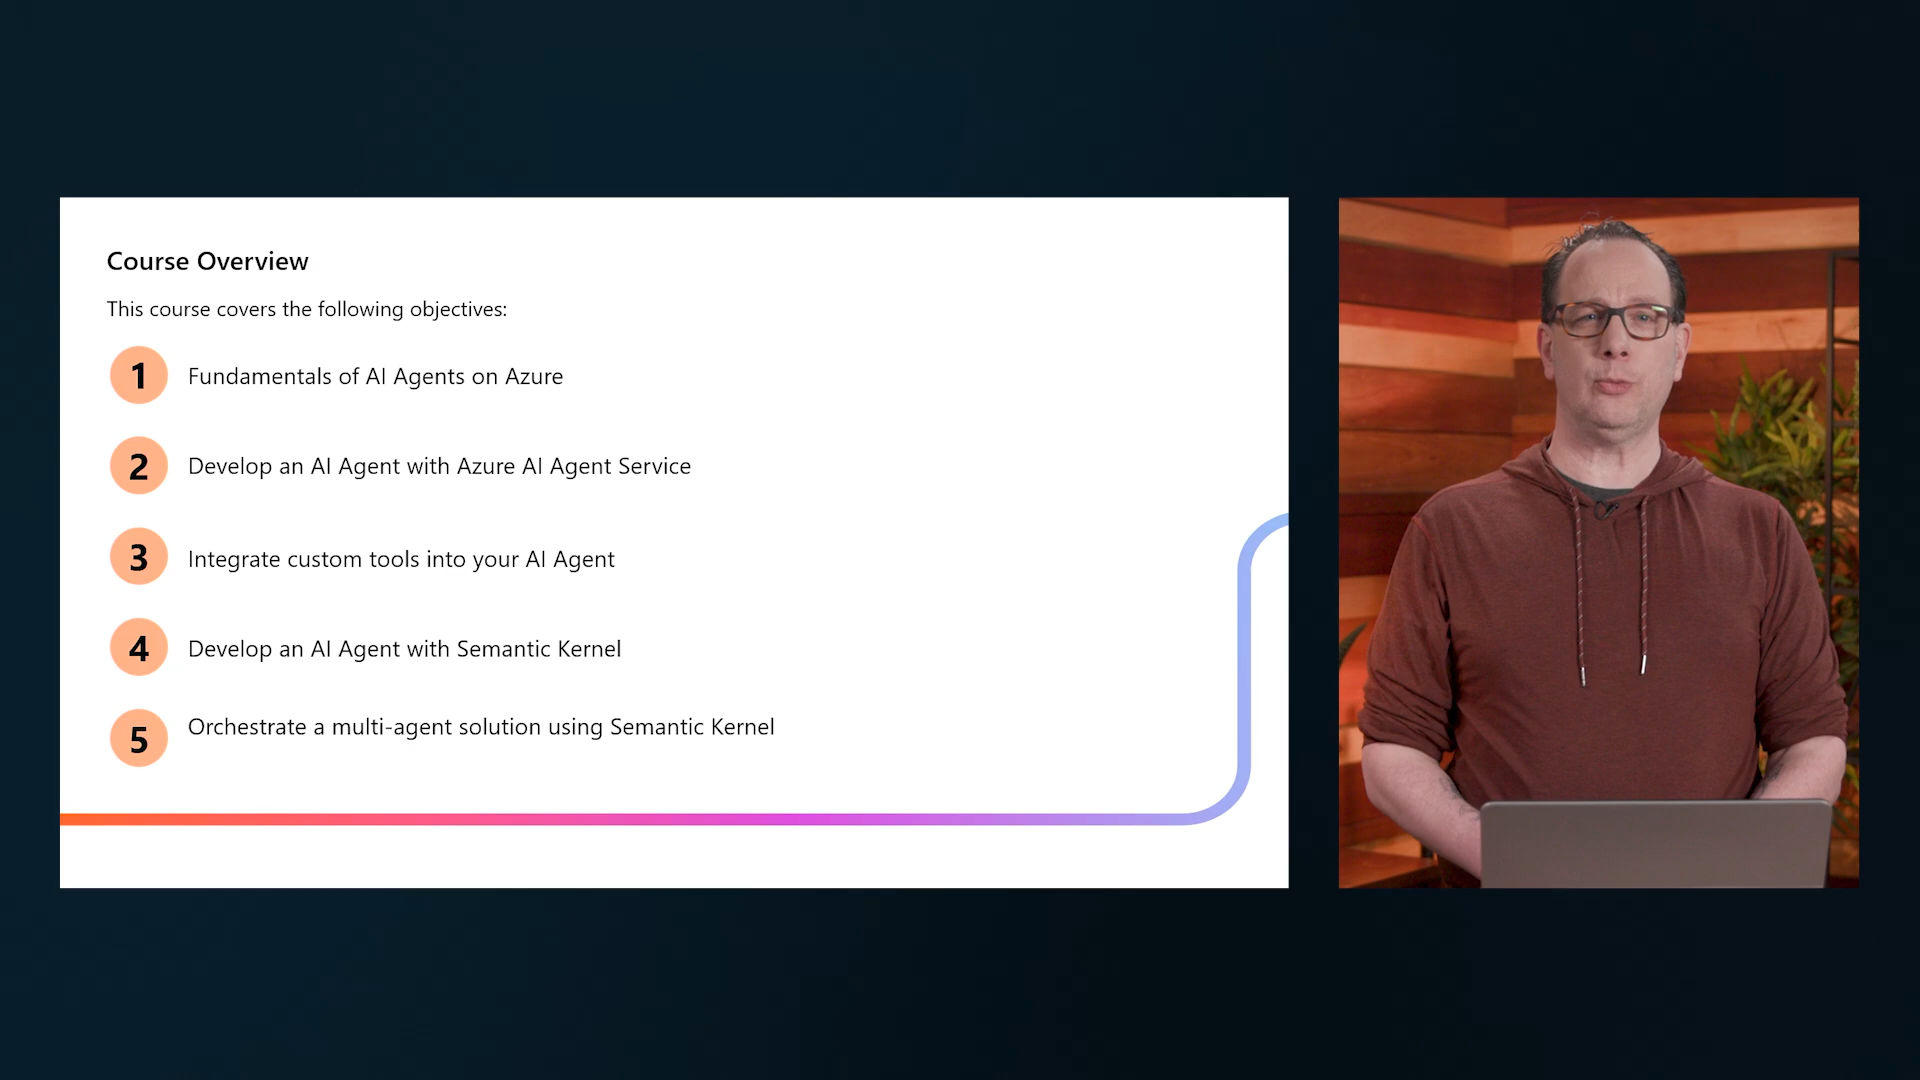 Course Overview
This course covers the following objectives:
1 Fundamentals of AI Agents on Azure
2 Develop an AI Agent with Azure AI Agent Service
3 Integrate custom tools into your AI Agent
4 Develop an AI Agent with Semantic Kernel
5 Orchestrate a multi-agent solution using Semantic Kernel